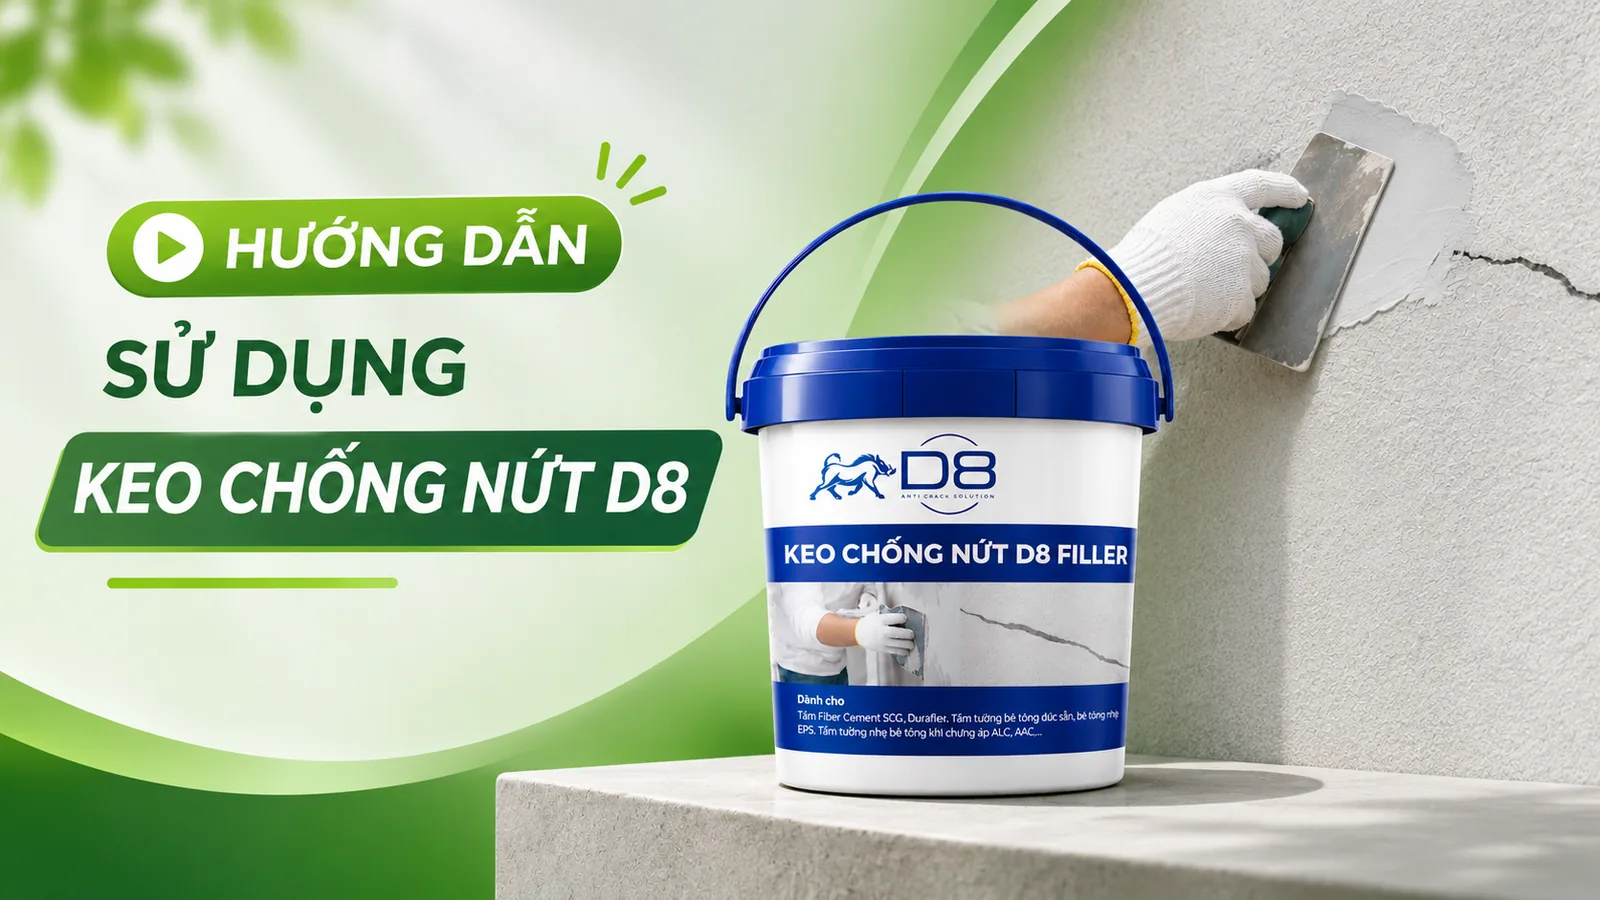 HƯỚNG DẪN
SỬ DỤNG
KEO CHỐNG NỨT D8
D8
ANTI CRACK SOLUTION
KEO CHỐNG NỨT D8 FILLER
Dành cho
Tấm Fiber Cement SCG, Duraflex. Tấm tường bê tông đúc sẵn, bê tông nhẹ
EPS. Tấm tường nhẹ bê tông khí chưng áp ALC, AAC,...